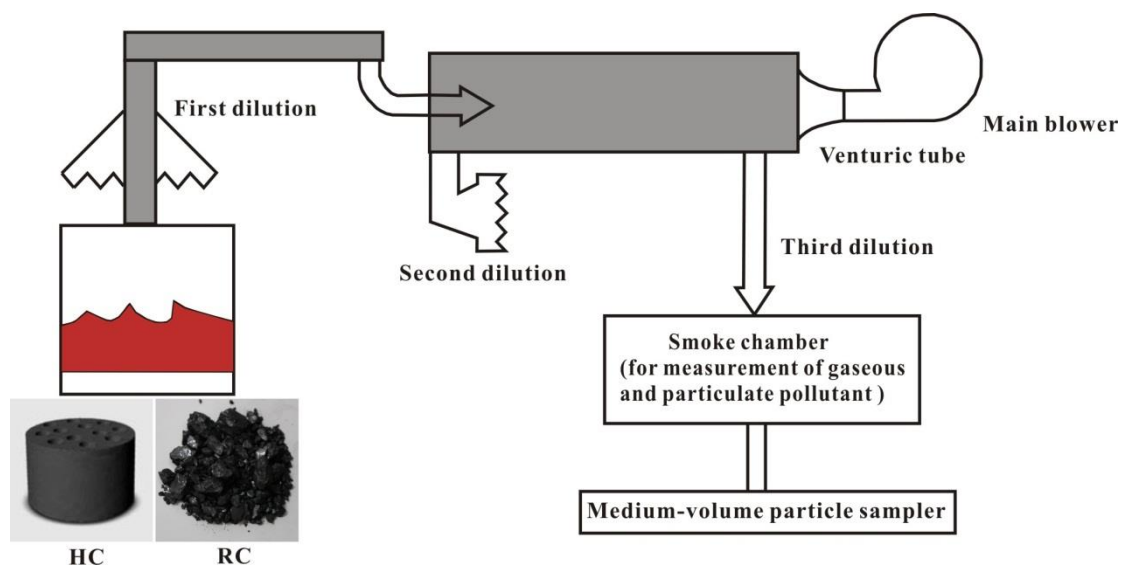 First dilution
Main blower
Venturic tube
Second dilution
Third dilution
Smoke chamber
(for measurement of gaseous
and particulate pollutant )
Medium-volume particle sampler
HC
RC